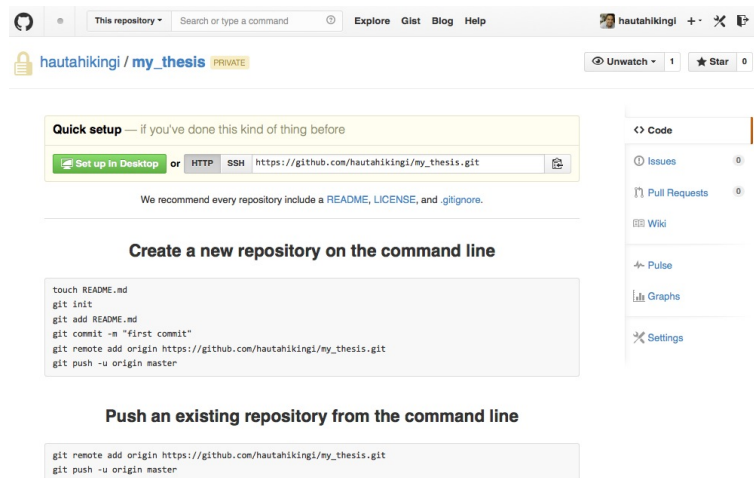 This repository Search or type a command Explore Gist Blog Help hautahikingi
hautahikingi / my_thesis PRIVATE Unwatch 1 Star 0
Quick setup — if you've done this kind of thing before
Set up in Desktop or HTTP SSH https://github.com/hautahikingi/my_thesis.git
We recommend every repository include a README, LICENSE, and .gitignore.
Create a new repository on the command line
touch README.md
git init
git add README.md
git commit -m "first commit"
git remote add origin https://github.com/hautahikingi/my_thesis.git
git push -u origin master
Push an existing repository from the command line
git remote add origin https://github.com/hautahikingi/my_thesis.git
git push -u origin master
Code
Issues 0
Pull Requests 0
Wiki
Pulse
Graphs
Settings